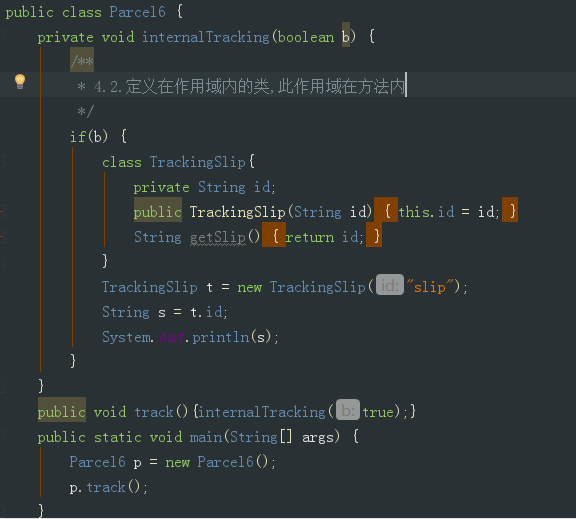 public class Parcel6 {
    private void internalTracking(boolean b) {
        /**
         * 4.2.定义在作用域内的类,此作用域在方法内
         */
        if(b) {
            class TrackingSlip{
                private String id;
                public TrackingSlip(String id) { this.id = id; }
                String getSlip() { return id; }
            }
            TrackingSlip t = new TrackingSlip( id: "slip");
            String s = t.id;
            System.out.println(s);
        }
    }
    public void track(){internalTracking( b: true);}
    public static void main(String[] args) {
        Parcel6 p = new Parcel6();
        p.track();
    }